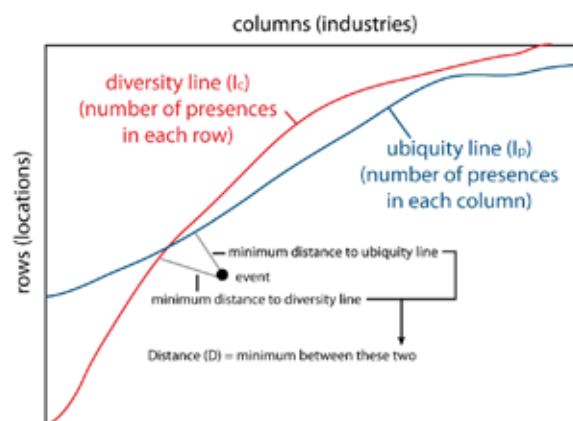 columns (industries)
diversity line (Ic)
(number of presences
in each row)
ubiquity line (Ip)
(number of presences
in each column)
rows (locations)
minimum distance to ubiquity line
event
minimum distance to diversity line
Distance (D) = minimum between these two